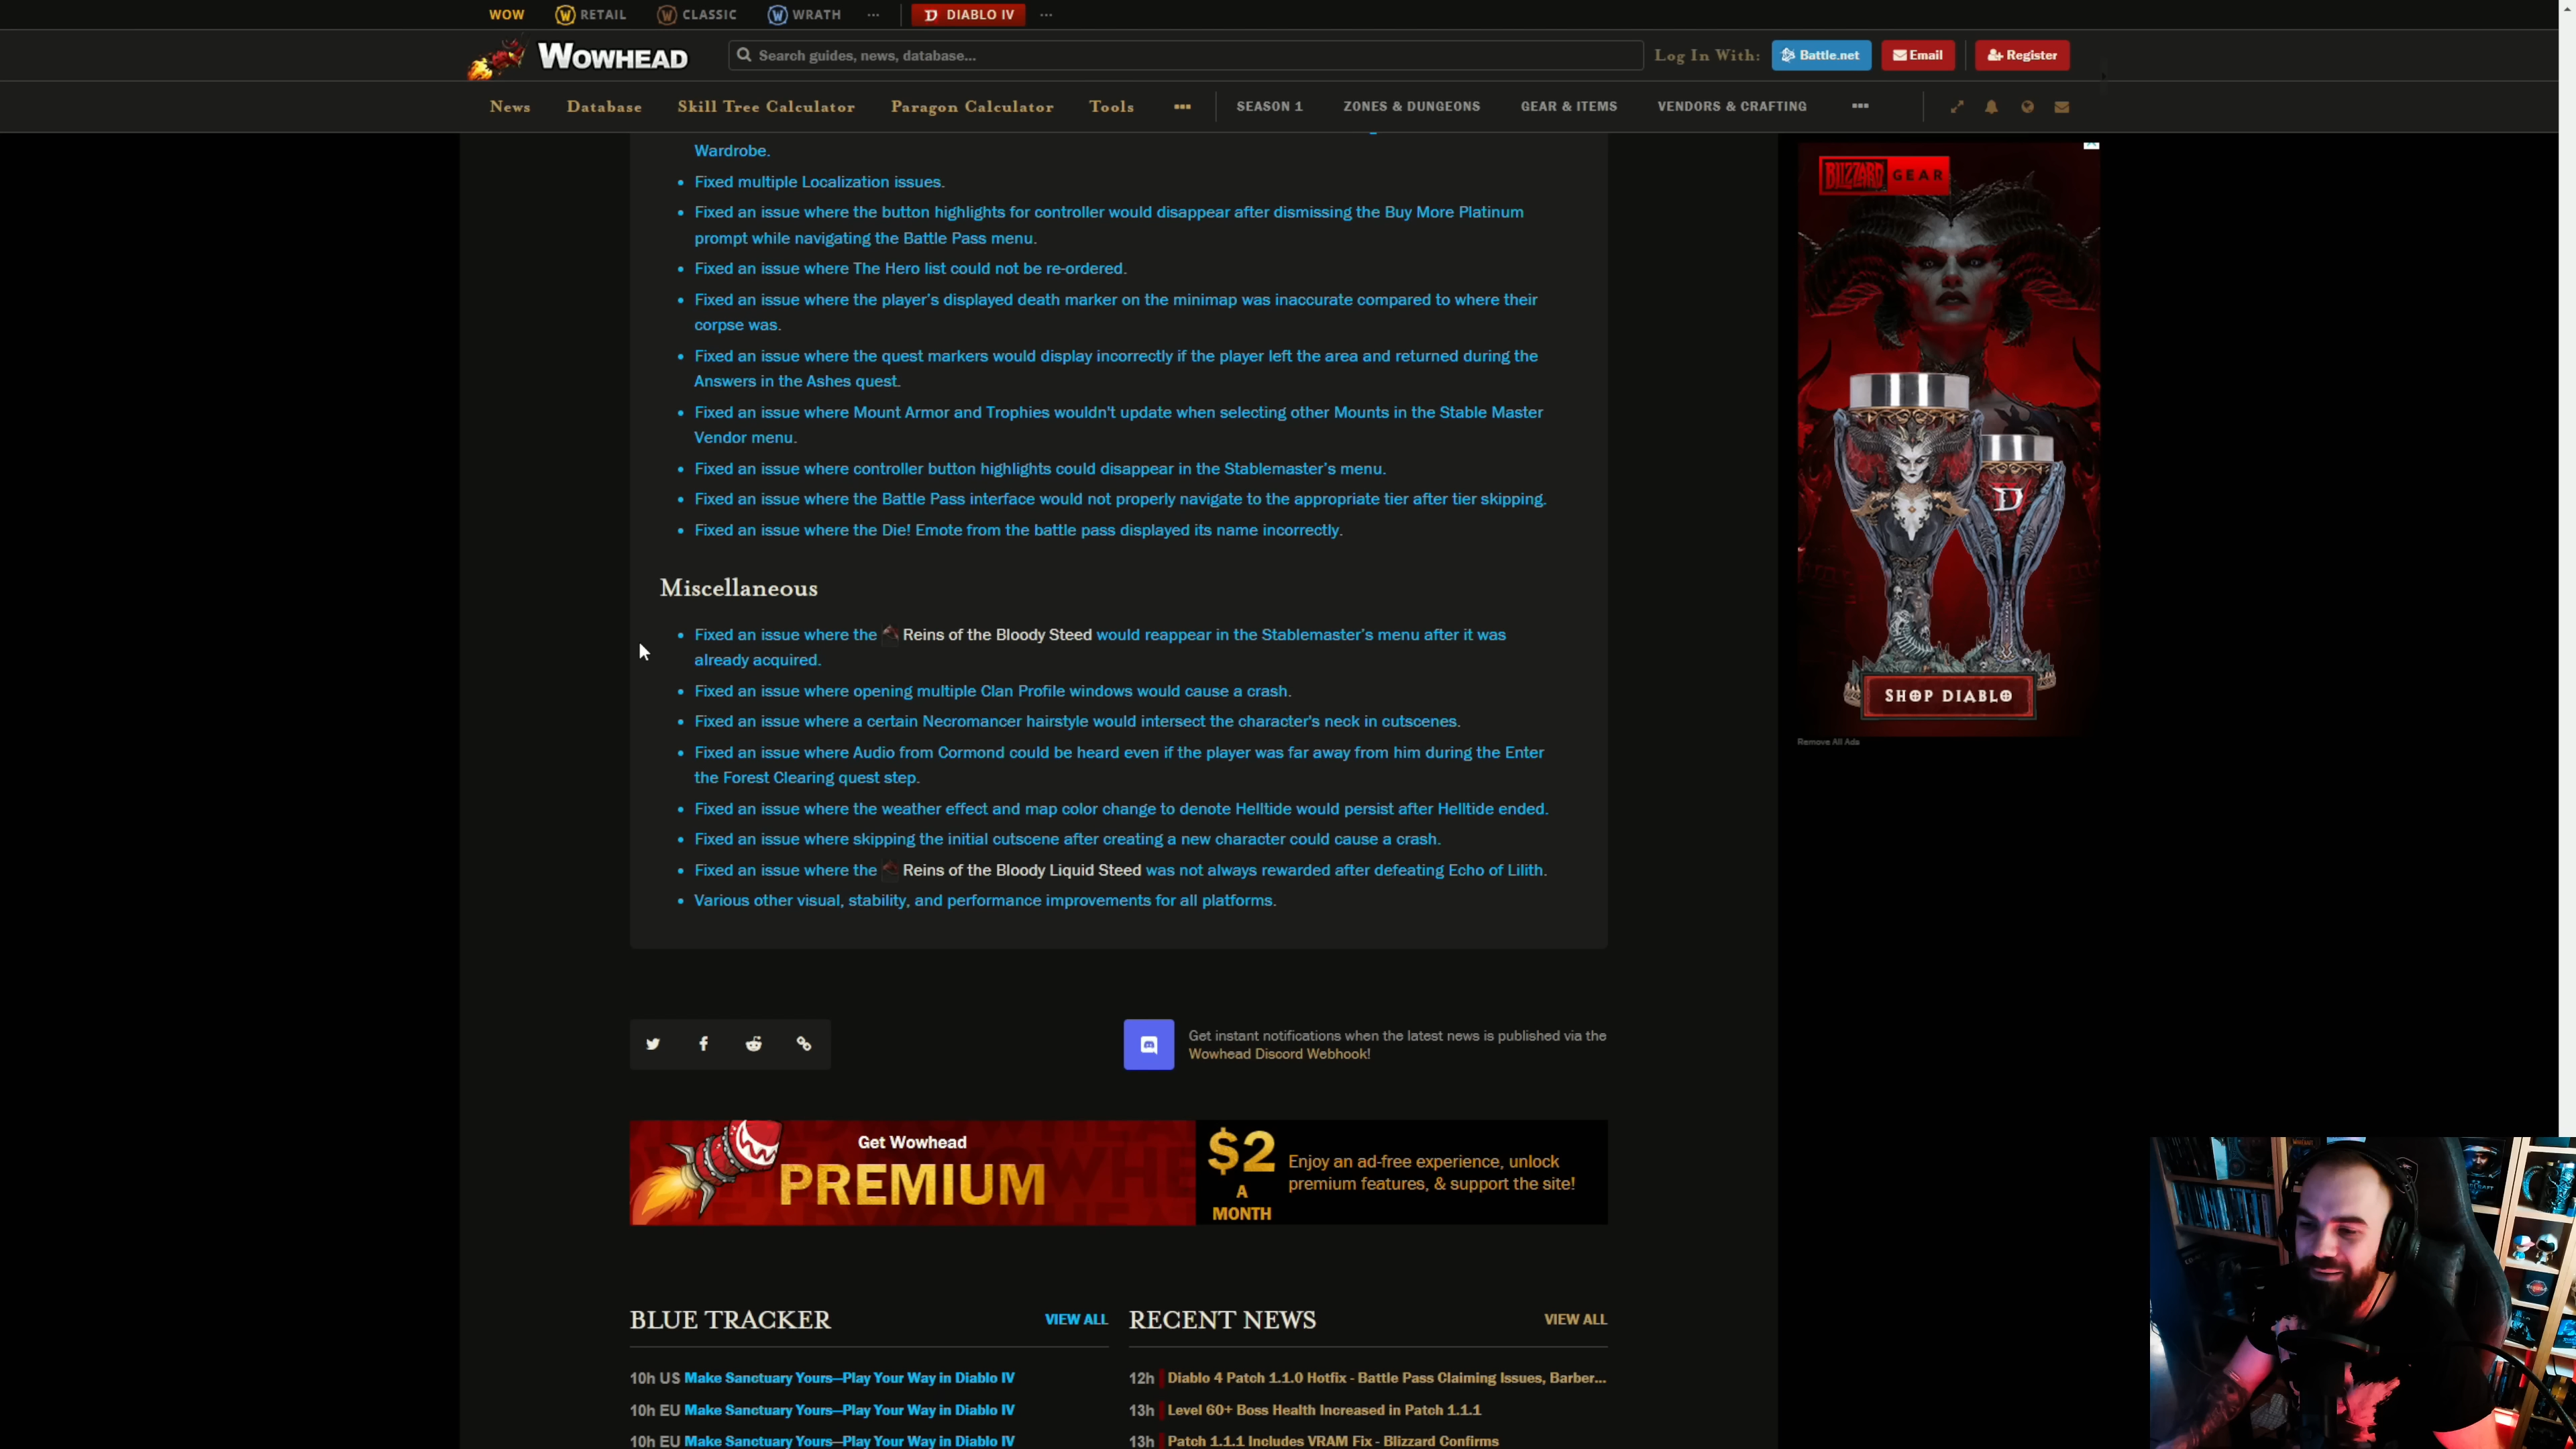 WOW RETAIL CLASSIC WRATH ... D DIABLO IV ...
WOWHEAD Search guides, news, database... Log In With: Battle.net Email Register
News Database Skill Tree Calculator Paragon Calculator Tools ... SEASON 1 ZONES & DUNGEONS GEAR & ITEMS VENDORS & CRAFTING ...
Wardrobe.
• Fixed multiple Localization issues.
• Fixed an issue where the button highlights for controller would disappear after dismissing the Buy More Platinum
prompt while navigating the Battle Pass menu.
• Fixed an issue where The Hero list could not be re-ordered.
• Fixed an issue where the player’s displayed death marker on the minimap was inaccurate compared to where their
corpse was.
• Fixed an issue where the quest markers would display incorrectly if the player left the area and returned during the
Answers in the Ashes quest.
• Fixed an issue where Mount Armor and Trophies wouldn't update when selecting other Mounts in the Stable Master
Vendor menu.
• Fixed an issue where controller button highlights could disappear in the Stablemaster’s menu.
• Fixed an issue where the Battle Pass interface would not properly navigate to the appropriate tier after tier skipping.
• Fixed an issue where the Die! Emote from the battle pass displayed its name incorrectly.
Miscellaneous
• Fixed an issue where the Reins of the Bloody Steed would reappear in the Stablemaster’s menu after it was
already acquired.
• Fixed an issue where opening multiple Clan Profile windows would cause a crash.
• Fixed an issue where a certain Necromancer hairstyle would intersect the character's neck in cutscenes.
• Fixed an issue where Audio from Cormond could be heard even if the player was far away from him during the Enter
the Forest Clearing quest step.
• Fixed an issue where the weather effect and map color change to denote Helltide would persist after Helltide ended.
• Fixed an issue where skipping the initial cutscene after creating a new character could cause a crash.
• Fixed an issue where the Reins of the Bloody Liquid Steed was not always rewarded after defeating Echo of Lilith.
• Various other visual, stability, and performance improvements for all platforms.
BLIZZARD GEAR
D
SHOP DIABLO
Remove All Ads
Get instant notifications when the latest news is published via the
Wowhead Discord Webhook!
Get Wowhead
PREMIUM
$2
A
MONTH
Enjoy an ad-free experience, unlock
premium features, & support the site!
BLUE TRACKER VIEW ALL
10h US Make Sanctuary Yours—Play Your Way in Diablo IV
10h EU Make Sanctuary Yours—Play Your Way in Diablo IV
10h EU Make Sanctuary Yours—Play Your Way in Diablo IV
RECENT NEWS VIEW ALL
12h Diablo 4 Patch 1.1.0 Hotfix - Battle Pass Claiming Issues, Barber...
13h Level 60+ Boss Health Increased in Patch 1.1.1
13h Patch 1.1.1 Includes VRAM Fix - Blizzard Confirms